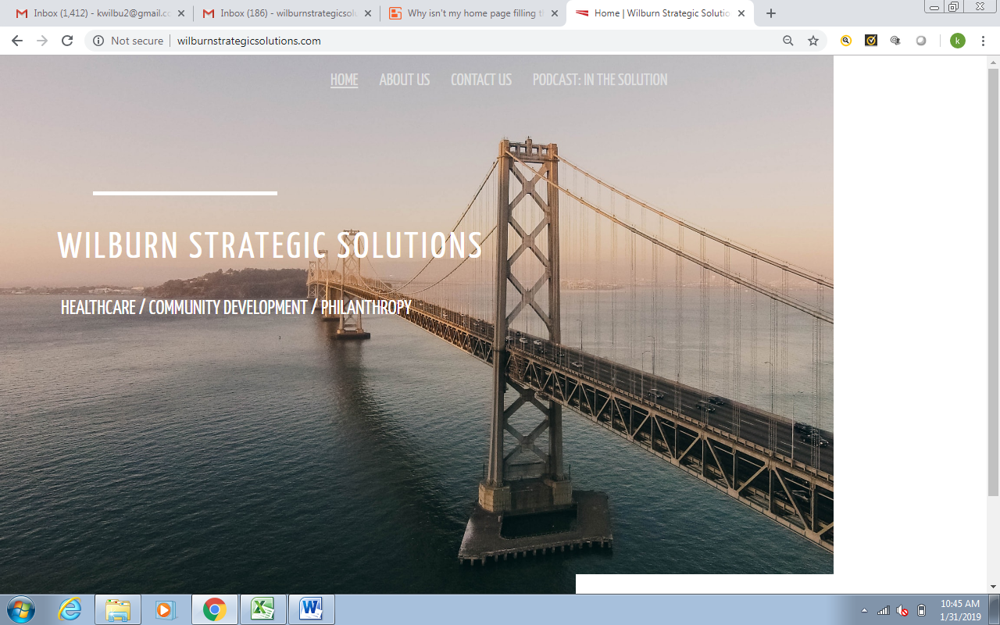 Inbox (1,412) - kwilbu2@gmail.cc
Inbox (186) - wilburnstrategicsolu
Why isn't my home page filling t
Home | Wilburn Strategic Solutio
Not secure wilburnstrategicsolutions.com k
HOME ABOUT US CONTACT US PODCAST: IN THE SOLUTION
WILBURN STRATEGIC SOLUTIONS
HEALTHCARE / COMMUNITY DEVELOPMENT / PHILANTHROPY
10:45 AM
1/31/2019